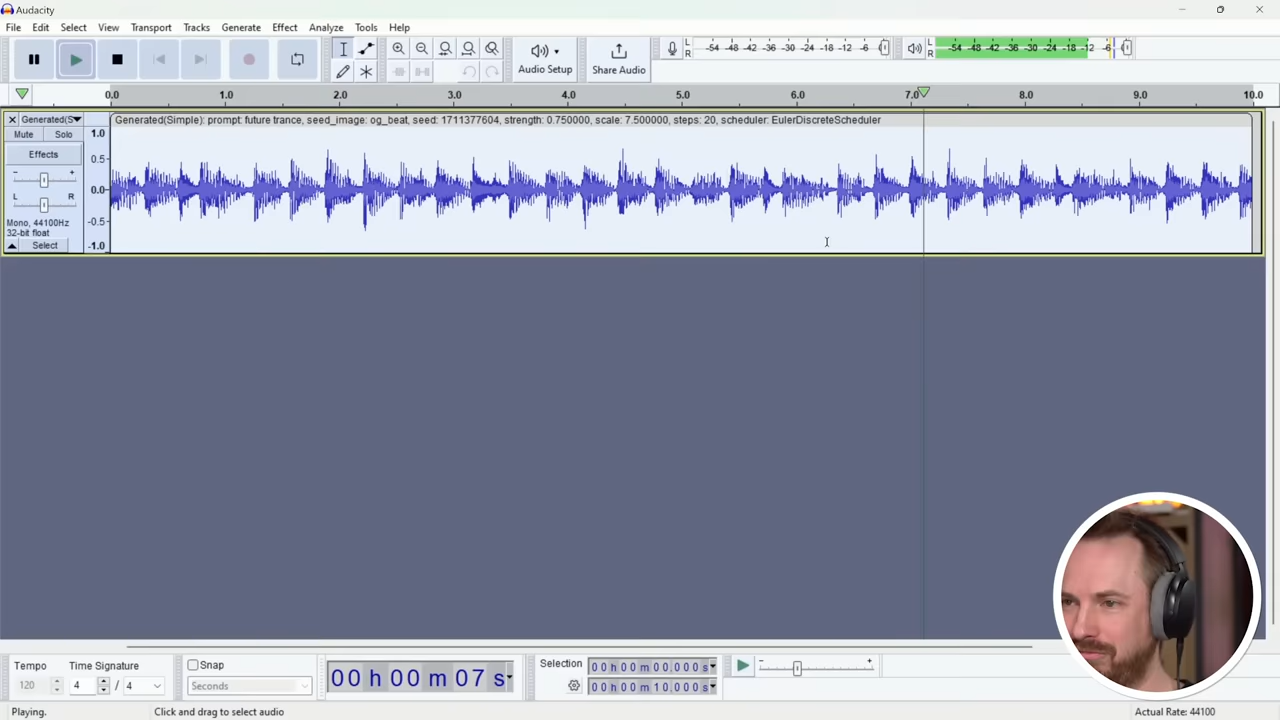 Audacity
File Edit Select View Transport Tracks Generate Effect Analyze Tools Help
L -54 -48 -42 -36 -30 -24 -18 -12 -6
R
L -54 -48 -42 -36 -30 -24 -18 -12 -6
R
Audio Setup Share Audio
0.0 1.0 2.0 3.0 4.0 5.0 6.0 7.0 8.0 9.0 10.0
Generated(S Generated(Simple): prompt: future trance, seed_image: og_beat, seed: 1711377604, strength: 0.750000, scale: 7.500000, steps: 20, scheduler: EulerDiscreteScheduler
Mute Solo 1.0
Effects 0.5
- + 0.0
L R
Mono, 44100Hz -0.5
32-bit float
Select -1.0
Tempo Time Signature Snap
120 4 / 4 Seconds
00 h 00 m 07 s
Selection 00 h 00 m 00.000 s
00 h 00 m 10.000 s
- +
Playing. Click and drag to select audio Actual Rate: 44100